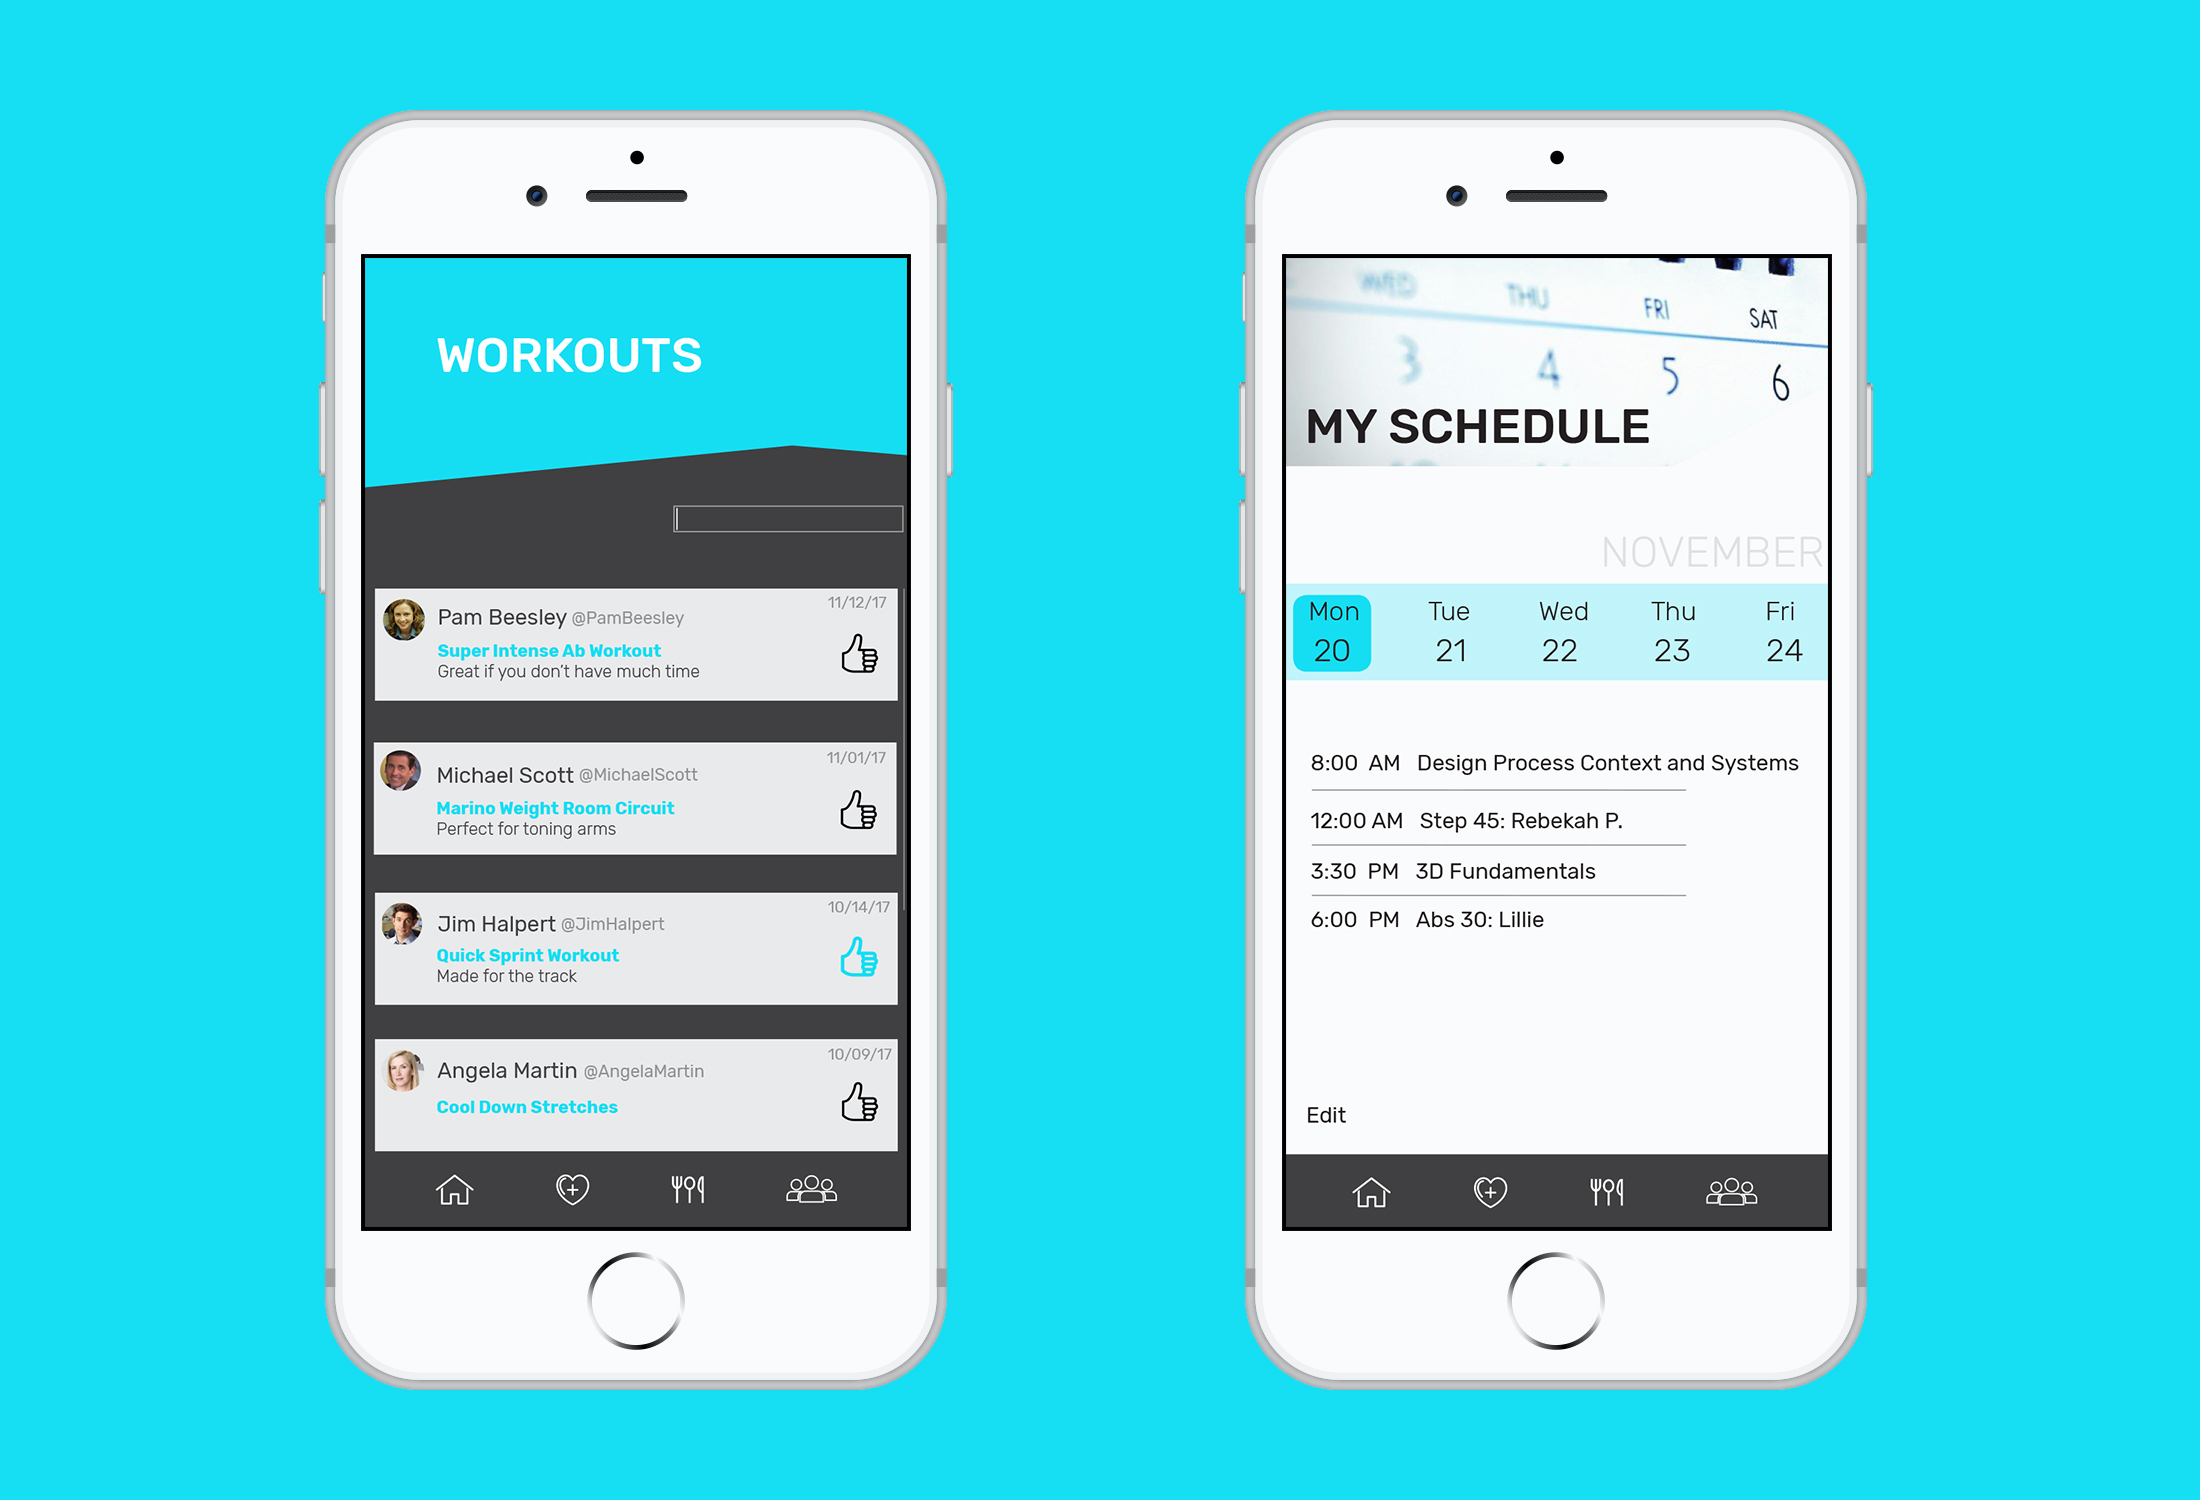 WORKOUTS
Pam Beesley @PamBeesley
11/12/17
Super Intense Ab Workout
Great if you don't have much time
Michael Scott @MichaelScott
11/01/17
Marino Weight Room Circuit
Perfect for toning arms
Jim Halpert @JimHalpert
10/14/17
Quick Sprint Workout
Made for the track
Angela Martin @AngelaMartin
10/09/17
Cool Down Stretches
WED THU FRI SAT
3 4 5 6
MY SCHEDULE
NOVEMBER
Mon Tue Wed Thu Fri
20 21 22 23 24
8:00 AM Design Process Context and Systems
12:00 AM Step 45: Rebekah P.
3:30 PM 3D Fundamentals
6:00 PM Abs 30: Lillie
Edit